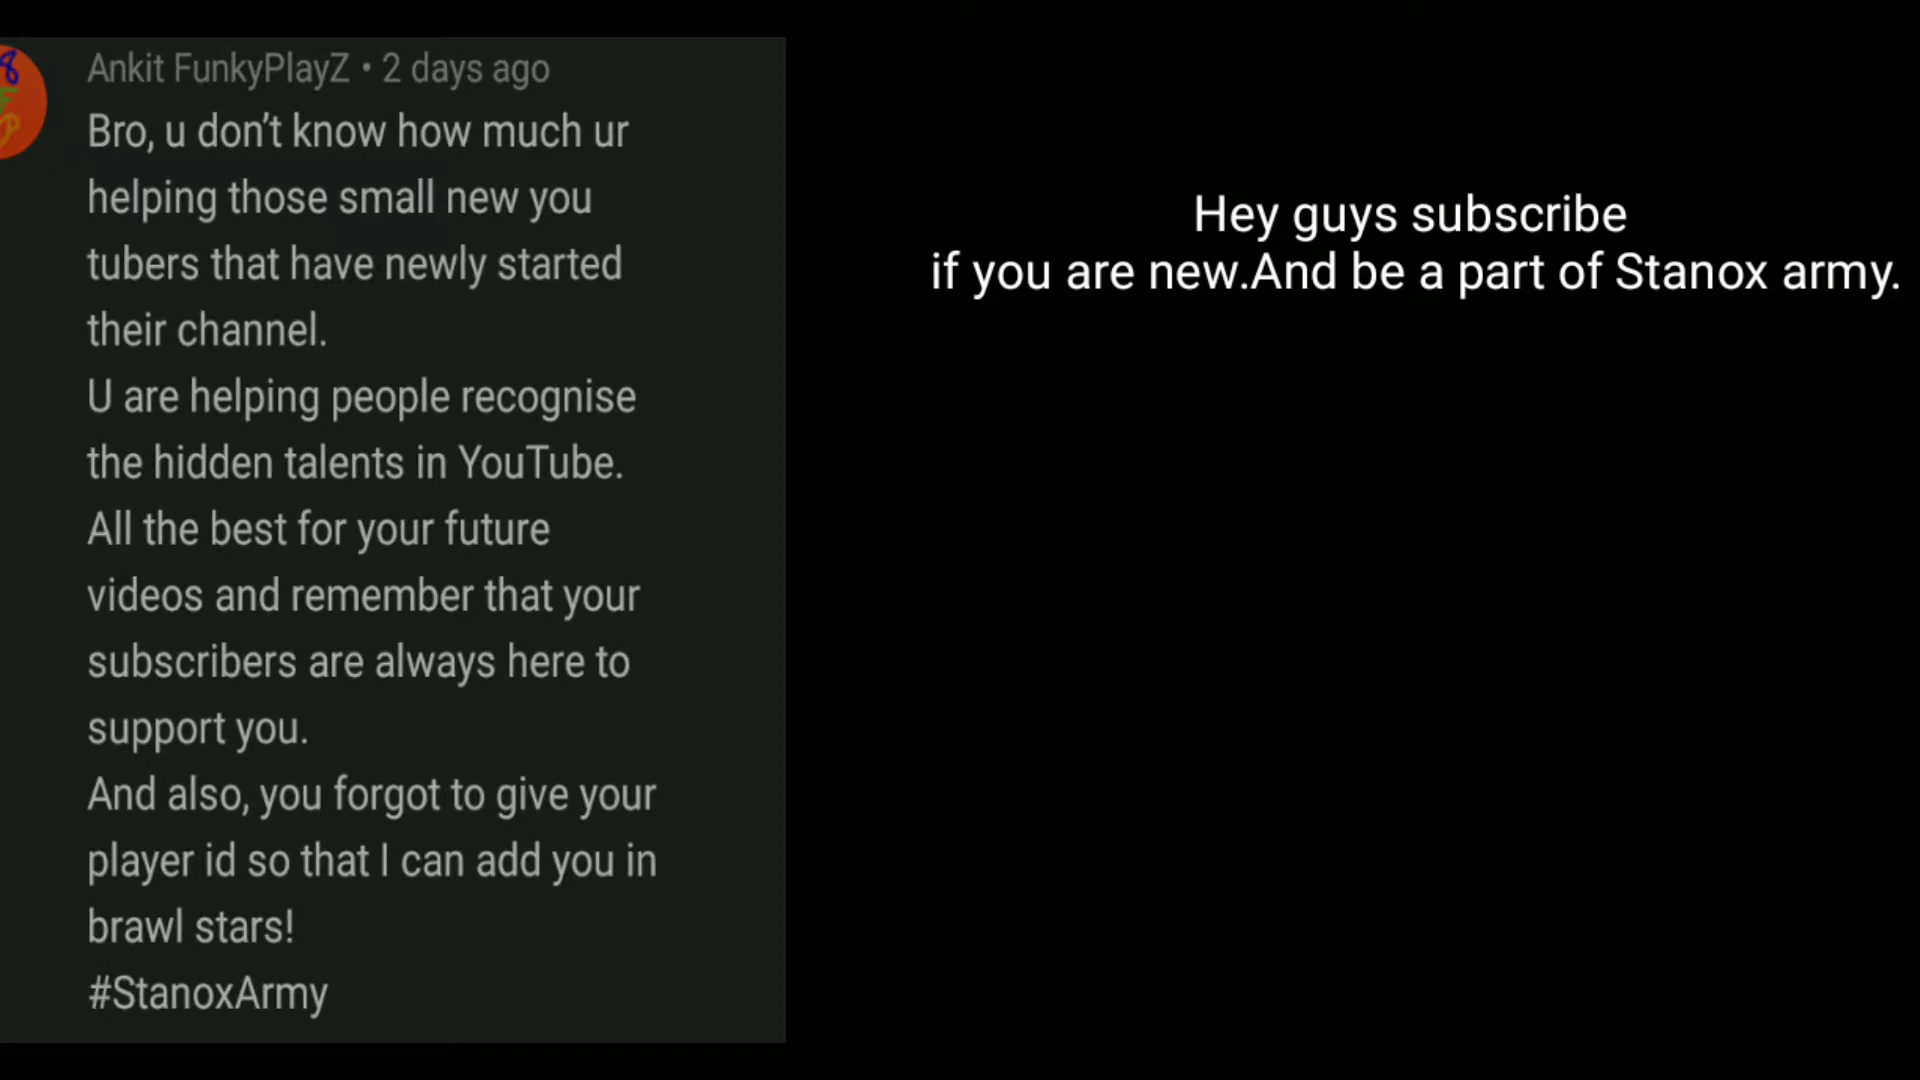 Ankit FunkyPlayZ • 2 days ago
Bro, u don't know how much ur
helping those small new you
tubers that have newly started
their channel.
U are helping people recognise
the hidden talents in YouTube.
All the best for your future
videos and remember that your
subscribers are always here to
support you.
And also, you forgot to give your
player id so that I can add you in
brawl stars!
#StanoxArmy
Hey guys subscribe
if you are new.And be a part of Stanox army.